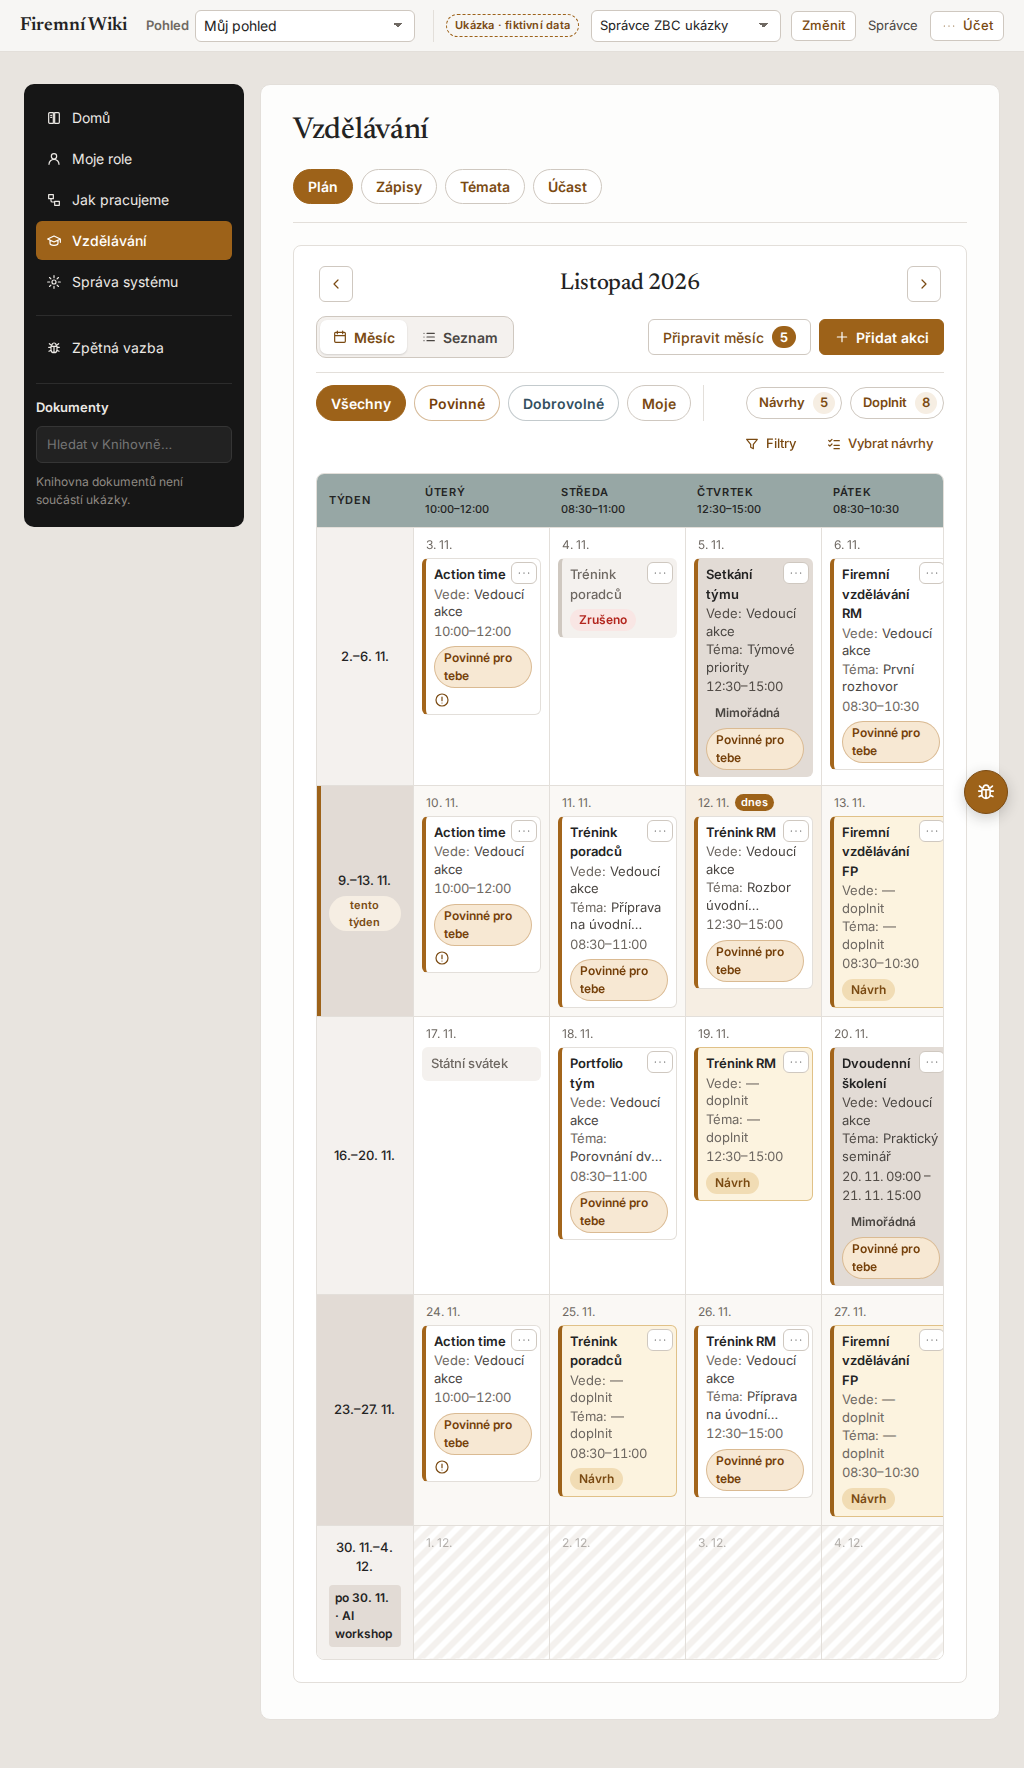 Firemní Wiki
Pohled
Můj pohled
Ukázka · fiktivní data
Správce ZBC ukázky
Změnit
Správce
··· Účet
Domů
Moje role
Jak pracujeme
Vzdělávání
Správa systému
Zpětná vazba
Dokumenty
Hledat v Knihovně...
Knihovna dokumentů není
součástí ukázky.
Vzdělávání
Plán
Zápisy
Témata
Účast
Listopad 2026
Měsíc
Seznam
Připravit měsíc 5
+ Přidat akci
Všechny
Povinné
Dobrovolné
Moje
Návrhy 5
Doplnit 8
Filtry
Vybrat návrhy
TÝDEN
ÚTERÝ
10:00–12:00
STŘEDA
08:30–11:00
ČTVRTEK
12:30–15:00
PÁTEK
08:30–10:30
2.–6. 11.
3. 11.
Action time ···
Vede: Vedoucí
akce
10:00–12:00
Povinné pro
tebe
4. 11.
Trénink ···
poradců
Zrušeno
5. 11.
Setkání ···
týmu
Vede: Vedoucí
akce
Téma: Týmové
priority
12:30–15:00
Mimořádná
Povinné pro
tebe
6. 11.
Firemní ···
vzdělávání
RM
Vede: Vedoucí
akce
Téma: První
rozhovor
08:30–10:30
Povinné pro
tebe
9.–13. 11.
tento
týden
10. 11.
Action time ···
Vede: Vedoucí
akce
10:00–12:00
Povinné pro
tebe
11. 11.
Trénink ···
poradců
Vede: Vedoucí
akce
Téma: Příprava
na úvodní...
08:30–11:00
Povinné pro
tebe
12. 11. dnes
Trénink RM ···
Vede: Vedoucí
akce
Téma: Rozbor
úvodní...
12:30–15:00
Povinné pro
tebe
13. 11.
Firemní ···
vzdělávání
FP
Vede: —
doplnit
Téma: —
doplnit
08:30–10:30
Návrh
16.–20. 11.
17. 11.
Státní svátek
18. 11.
Portfolio ···
tým
Vede: Vedoucí
akce
Téma:
Porovnání dv...
08:30–11:00
Povinné pro
tebe
19. 11.
Trénink RM ···
Vede: —
doplnit
Téma: —
doplnit
12:30–15:00
Návrh
20. 11.
Dvoudenní ···
školení
Vede: Vedoucí
akce
Téma: Praktický
seminář
20. 11. 09:00 –
21. 11. 15:00
Mimořádná
Povinné pro
tebe
23.–27. 11.
24. 11.
Action time ···
Vede: Vedoucí
akce
10:00–12:00
Povinné pro
tebe
25. 11.
Trénink ···
poradců
Vede: —
doplnit
Téma: —
doplnit
08:30–11:00
Návrh
26. 11.
Trénink RM ···
Vede: Vedoucí
akce
Téma: Příprava
na úvodní...
12:30–15:00
Povinné pro
tebe
27. 11.
Firemní ···
vzdělávání
FP
Vede: —
doplnit
Téma: —
doplnit
08:30–10:30
Návrh
30. 11.–4.
12.
po 30. 11.
· AI
workshop
1. 12.
2. 12.
3. 12.
4. 12.